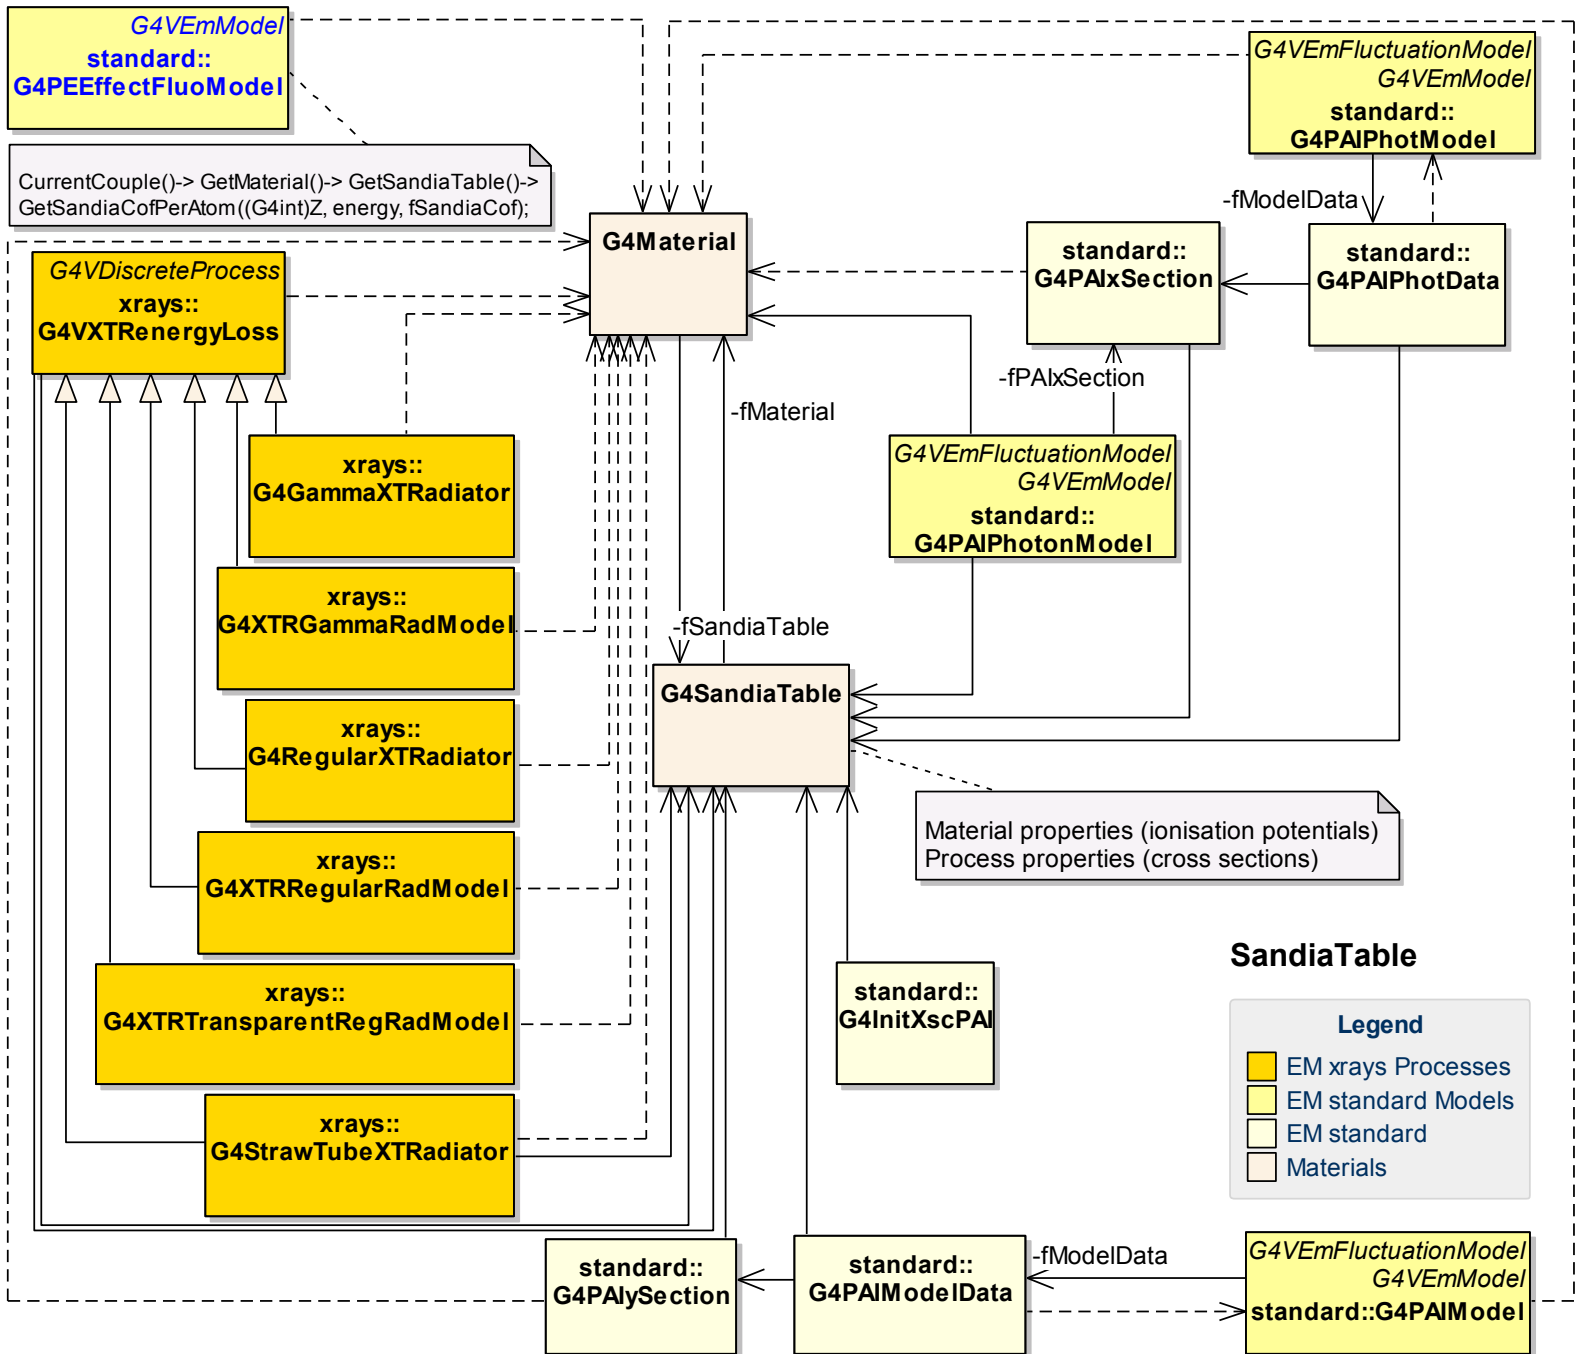 G4VEmModel
standard::
G4PEEffectFluoModel
CurrentCouple()-> GetMaterial()-> GetSandiaTable()->
GetSandiaCofPerAtom((G4int)Z, energy, fSandiaCof);
G4VEmFluctuationModel
G4VEmModel
standard::
G4PAIPhotModel
-fModelData
G4Material
standard::
G4PAIxSection
standard::
G4PAIPhotData
G4VDiscreteProcess
xrays::
G4VXTRenergyLoss
-fPAIxSection
-fMaterial
xrays::
G4GammaXTRadiator
G4VEmFluctuationModel
G4VEmModel
standard::
G4PAIPhotonModel
xrays::
G4XTRGammaRadModel
-fSandiaTable
G4SandiaTable
xrays::
G4RegularXTRadiator
Material properties (ionisation potentials)
Process properties (cross sections)
xrays::
G4XTRRegularRadModel
SandiaTable
xrays::
G4XTRTransparentRegRadModel
standard::
G4InitXscPAI
Legend
EM xrays Processes
EM standard Models
EM standard
Materials
xrays::
G4StrawTubeXTRadiator
standard::
G4PAIySection
standard::
G4PAIModelData
-fModelData
G4VEmFluctuationModel
G4VEmModel
standard::G4PAIModel